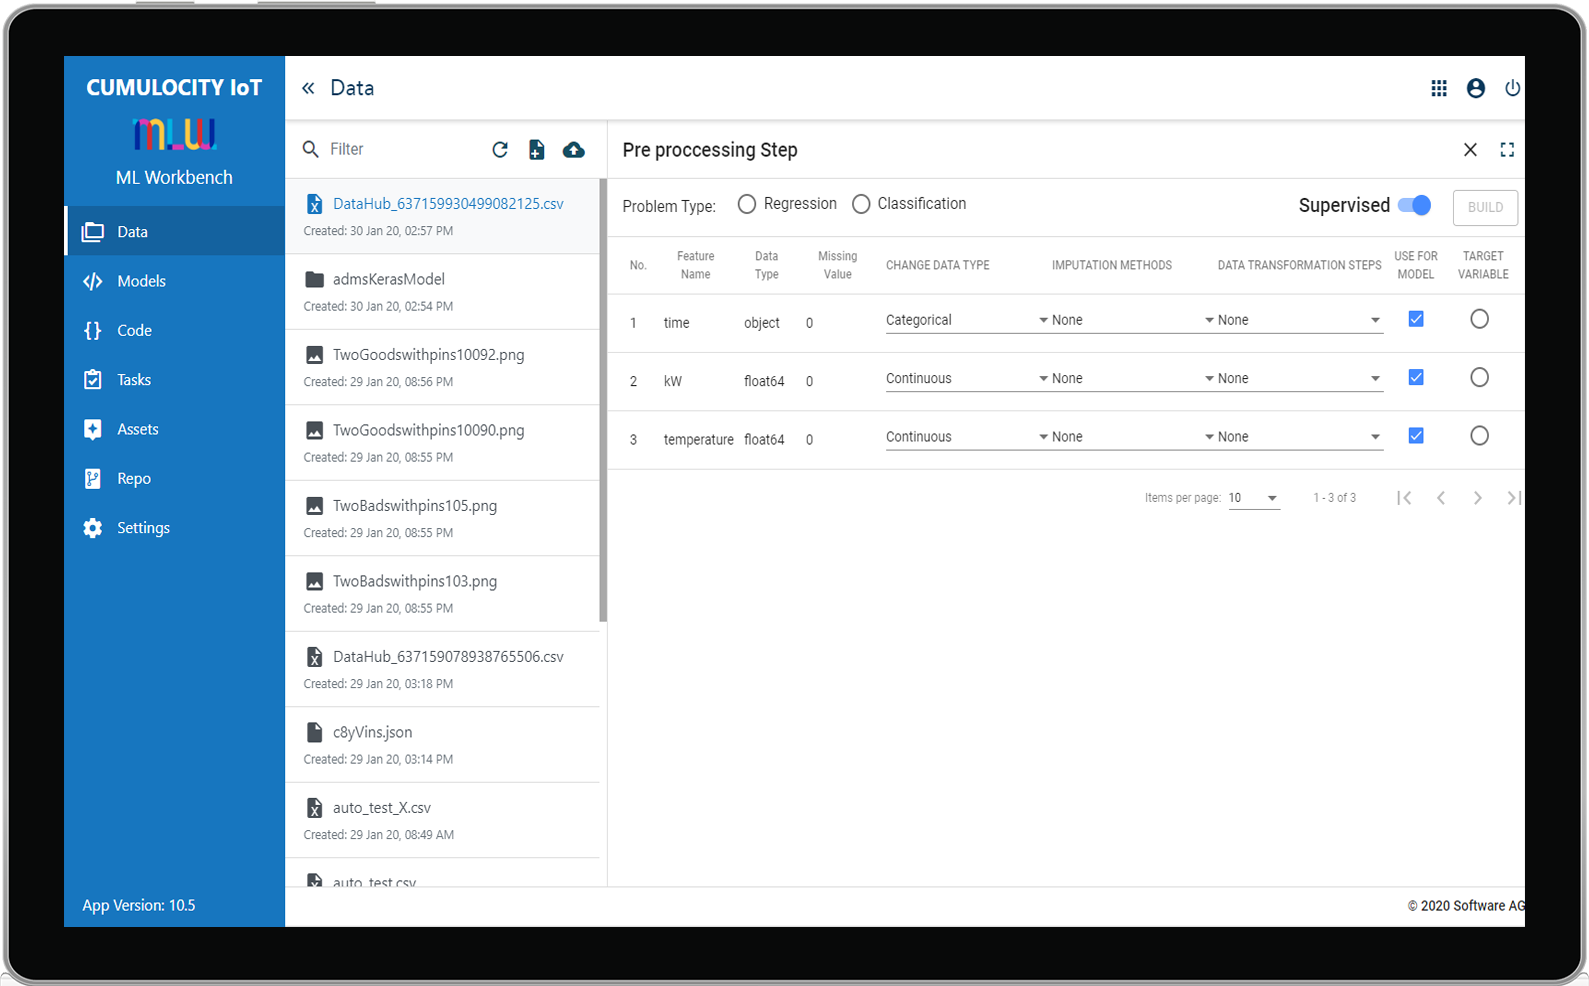 CUMULOCITY IoT
MLW
ML Workbench
Data
Models
Code
Tasks
Assets
Repo
Settings
App Version: 10.5
Data
Filter
DataHub_637159930499082125.csv
Created: 30 Jan 20, 02:57 PM
admsKerasModel
Created: 30 Jan 20, 02:54 PM
TwoGoodswithpins10092.png
Created: 29 Jan 20, 08:56 PM
TwoGoodswithpins10090.png
Created: 29 Jan 20, 08:55 PM
TwoBadswithpins105.png
Created: 29 Jan 20, 08:55 PM
TwoBadswithpins103.png
Created: 29 Jan 20, 08:55 PM
DataHub_637159078938765506.csv
Created: 29 Jan 20, 03:18 PM
c8yVins.json
Created: 29 Jan 20, 03:14 PM
auto_test_X.csv
Created: 29 Jan 20, 08:49 AM
auto_test.csv
Pre proccessing Step
Problem Type: Regression Classification Supervised BUILD
No. Feature Name Data Type Missing Value CHANGE DATA TYPE IMPUTATION METHODS DATA TRANSFORMATION STEPS USE FOR MODEL TARGET VARIABLE
1 time object 0 Categorical None None
2 kW float64 0 Continuous None None
3 temperature float64 0 Continuous None None
Items per page: 10 1 - 3 of 3
© 2020 Software AG